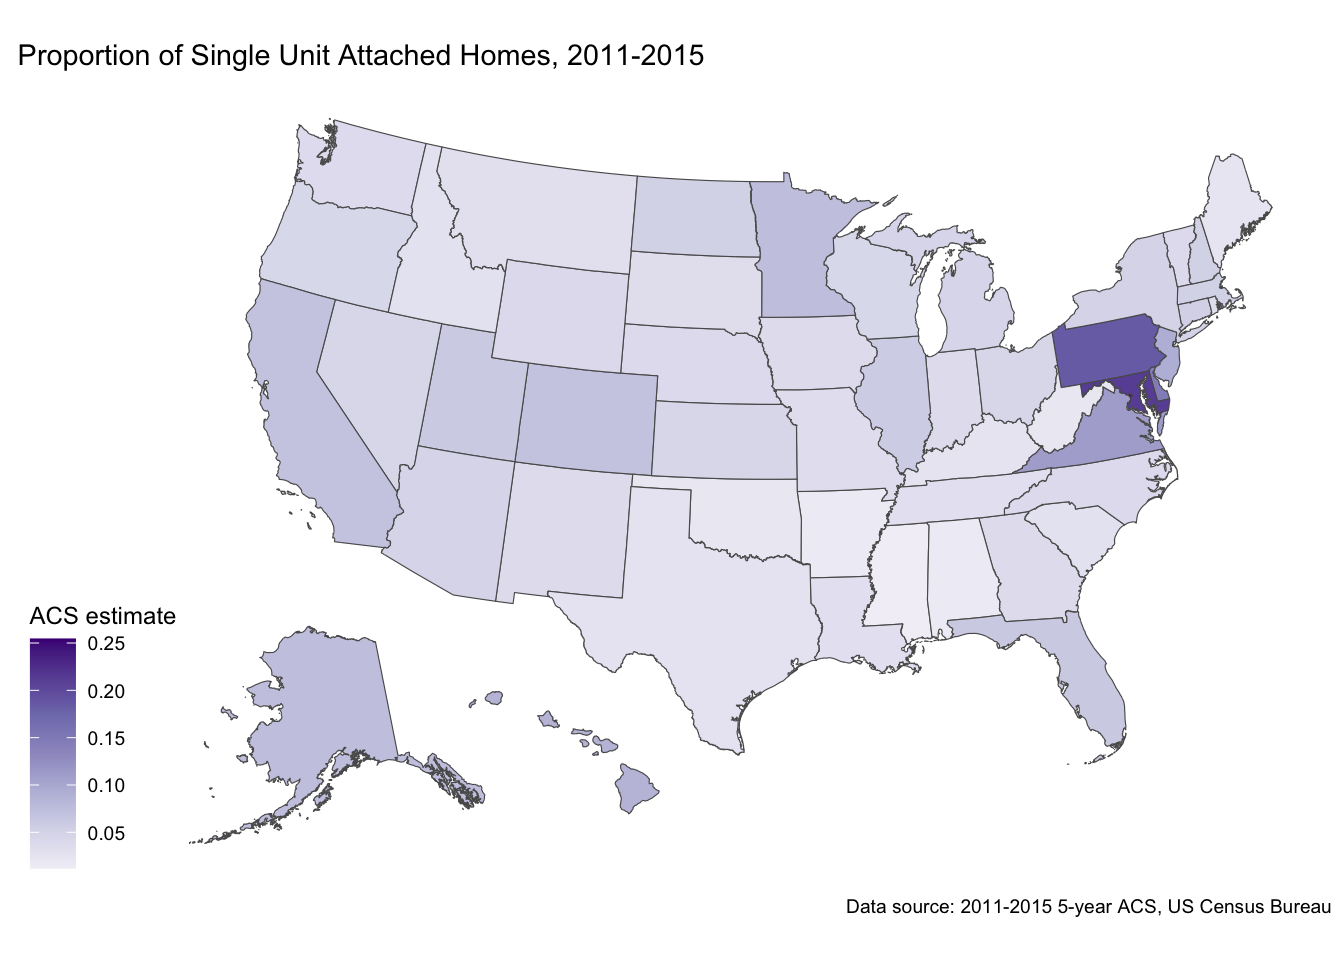 Proportion of Single Unit Attached Homes, 2011-2015
ACS estimate
0.25
0.20
0.15
0.10
0.05
Data source: 2011-2015 5-year ACS, US Census Bureau